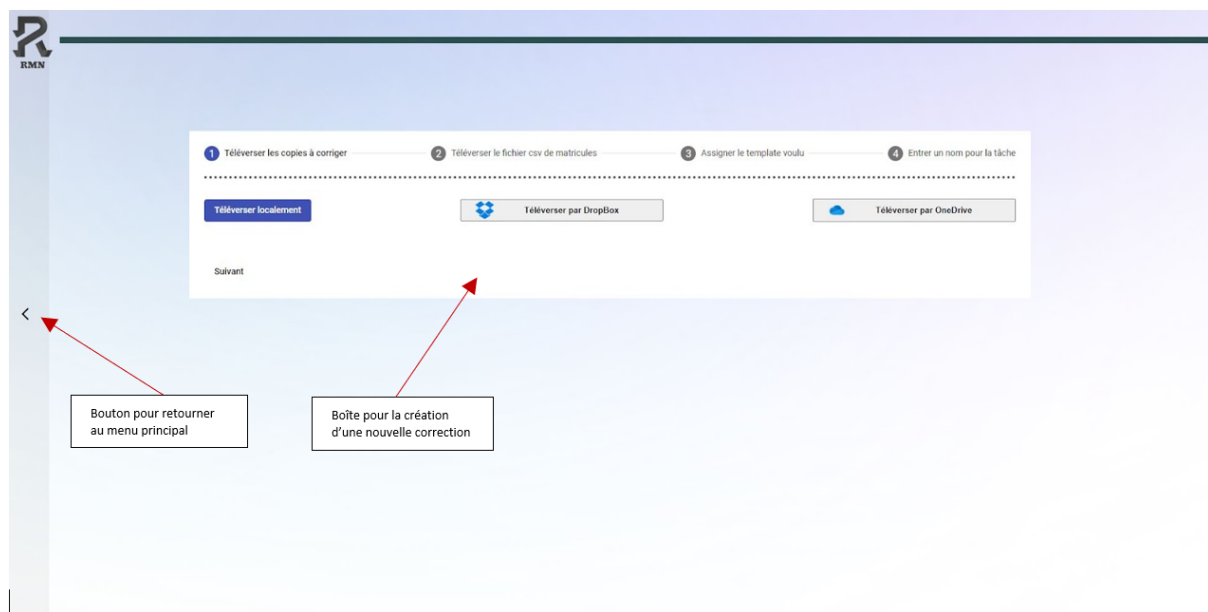 RMN
1 Téléverser les copies à corriger 2 Téléverser le fichier csv de matricules 3 Assigner le template voulu 4 Entrer un nom pour la tâche
Téléverser localement Téléverser par DropBox Téléverser par OneDrive
Suivant
Bouton pour retourner
au menu principal
Boîte pour la création
d'une nouvelle correction